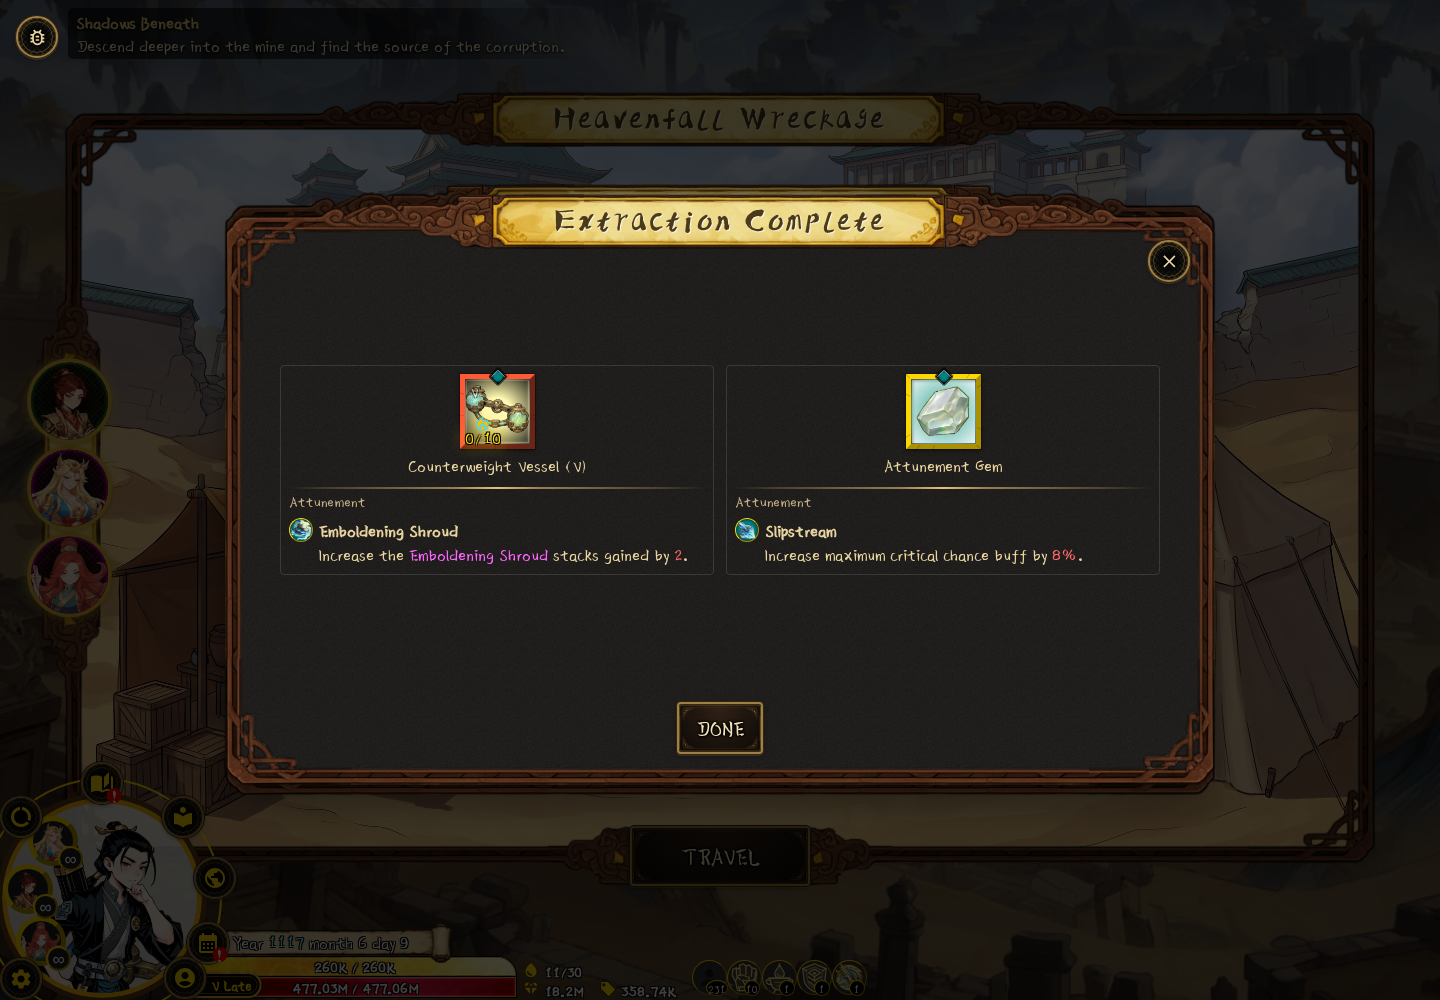 Shadows Beneath
Descend deeper into the mine and find the source of the corruption.
Heavenfall Wreckage
Extraction Complete
0/10
Counterweight Vessel (V)
Attunement
Emboldening Shroud
Increase the Emboldening Shroud stacks gained by 2.
Attunement Gem
Attunement
Slipstream
Increase maximum critical chance buff by 8%.
DONE
TRAVEL
Year 1117 month 6 day 9
260K / 260K
V Late
477.03M / 477.06M
11/30
18.2M
358.74K